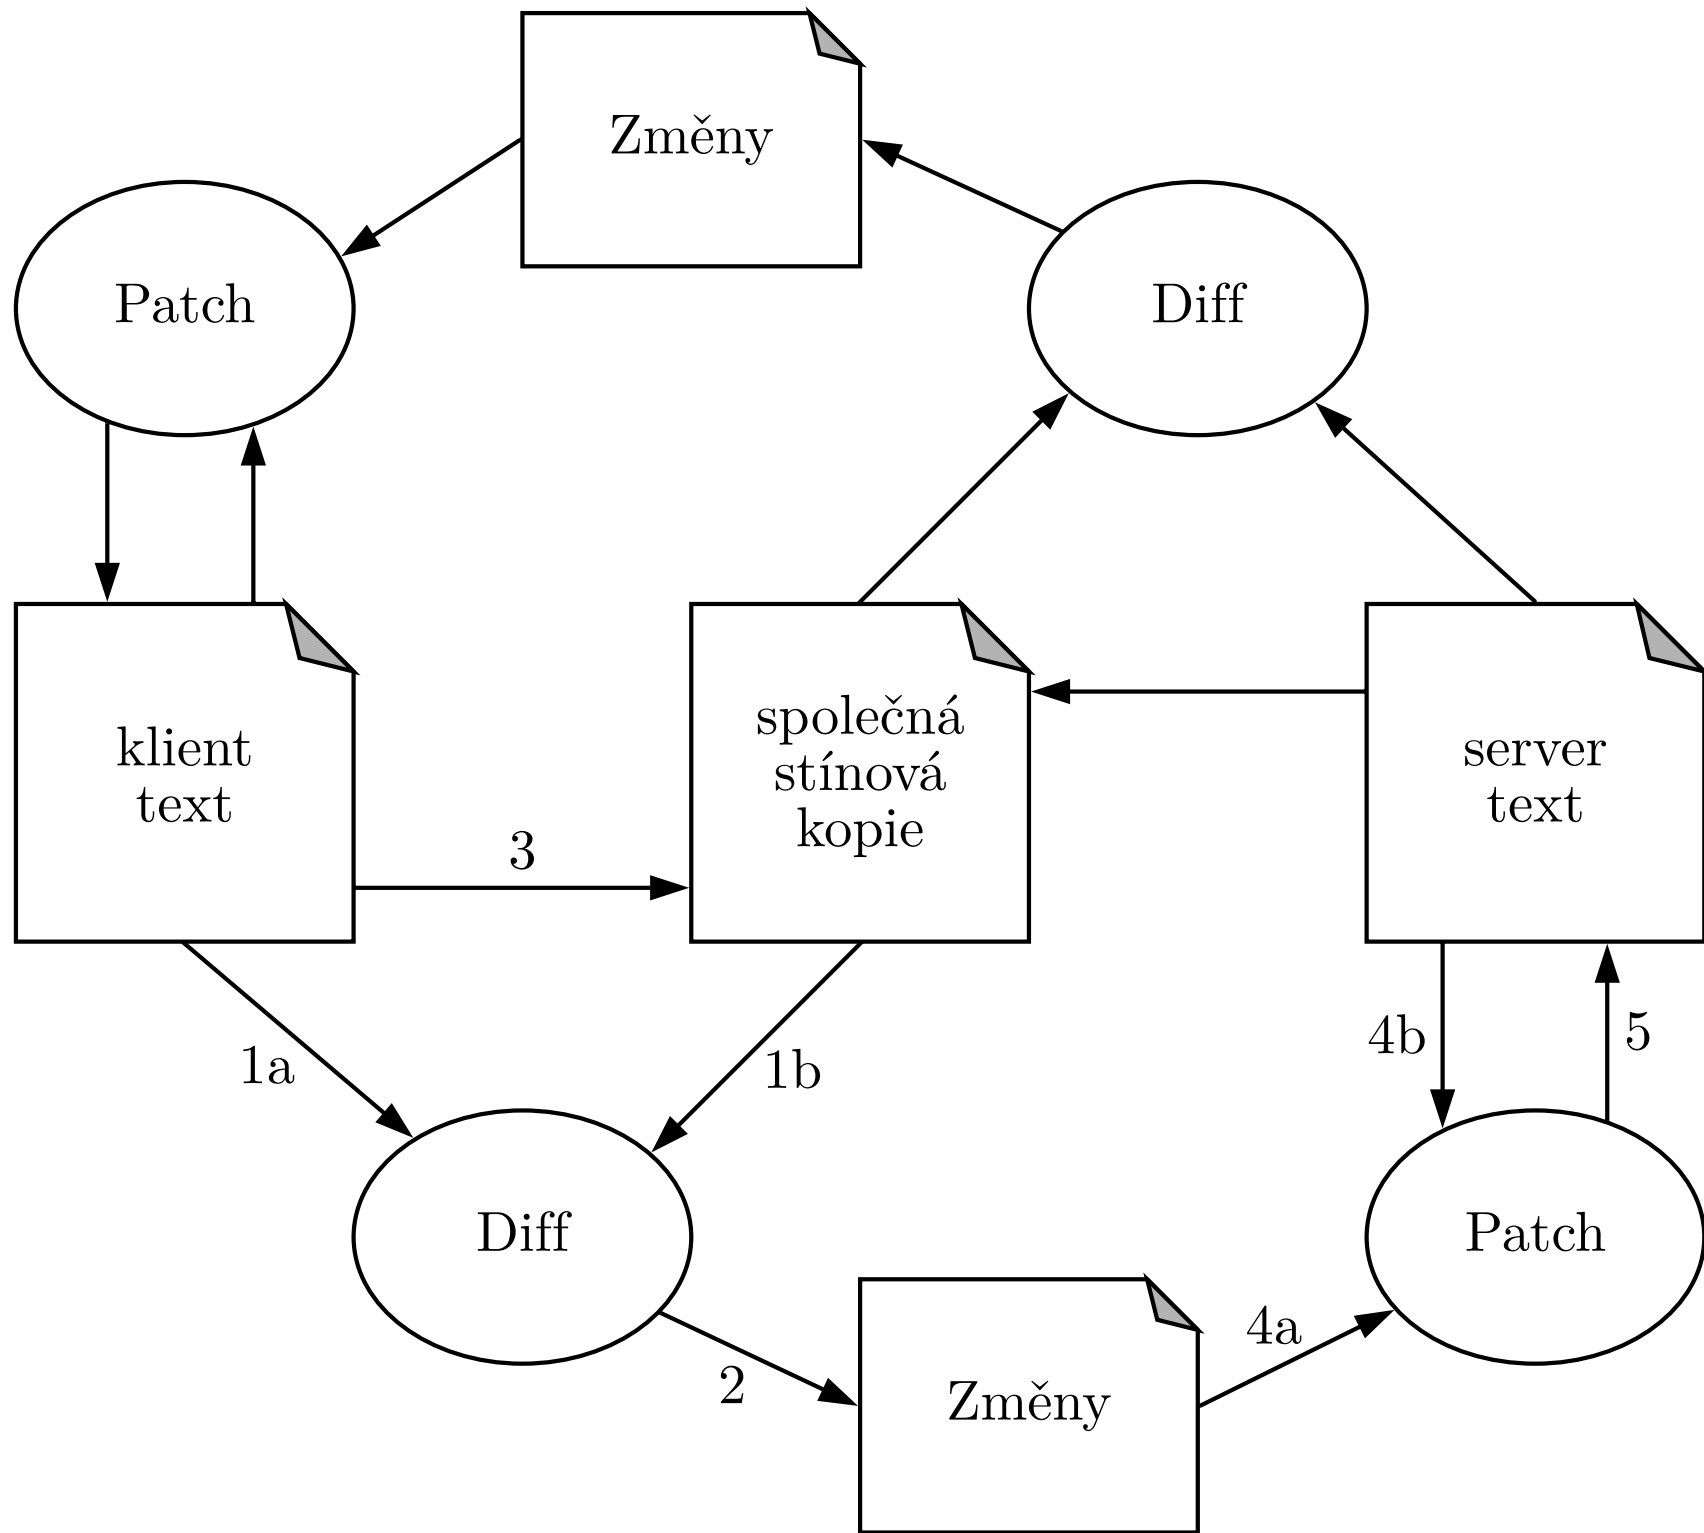 Změny
Patch
Diff
klient
text
společná
stínová
kopie
server
text
3
4b
5
1a
1b
Diff
Patch
4a
2
Změny